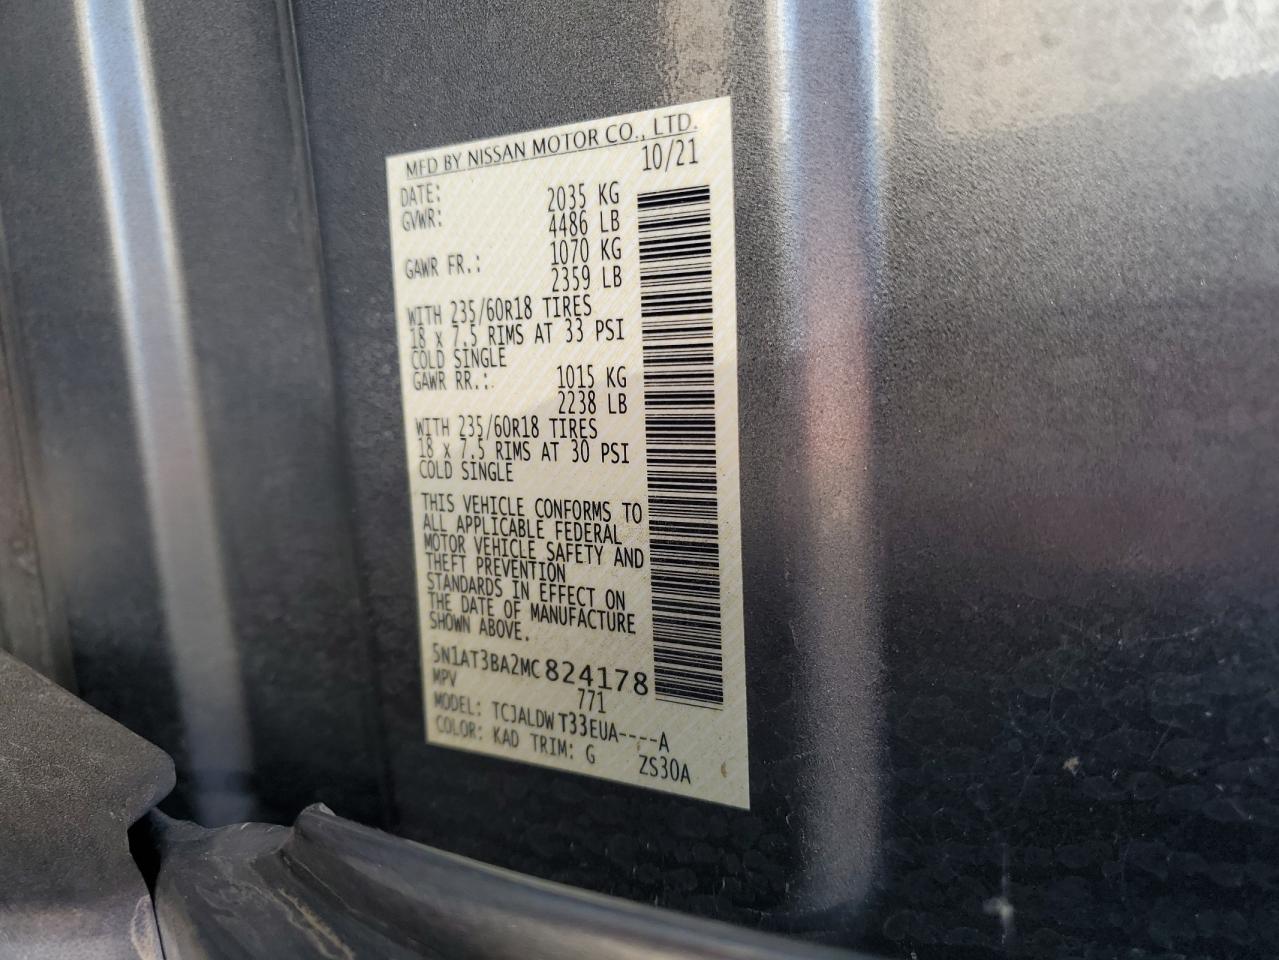 MFD BY NISSAN MOTOR CO., LTD.
DATE: 10/21
GVWR: 2035 KG
4486 LB
GAWR FR.: 1070 KG
2359 LB
WITH 235/60R18 TIRES
18 x 7.5 RIMS AT 33 PSI
COLD SINGLE
GAWR RR.: 1015 KG
2238 LB
WITH 235/60R18 TIRES
18 x 7.5 RIMS AT 30 PSI
COLD SINGLE
THIS VEHICLE CONFORMS TO
ALL APPLICABLE FEDERAL
MOTOR VEHICLE SAFETY AND
THEFT PREVENTION
STANDARDS IN EFFECT ON
THE DATE OF MANUFACTURE
SHOWN ABOVE.
5N1AT3BA2MC824178
MPV 771
MODEL: TCJALDW T33EUA----A
COLOR: KAD TRIM: G ZS30A